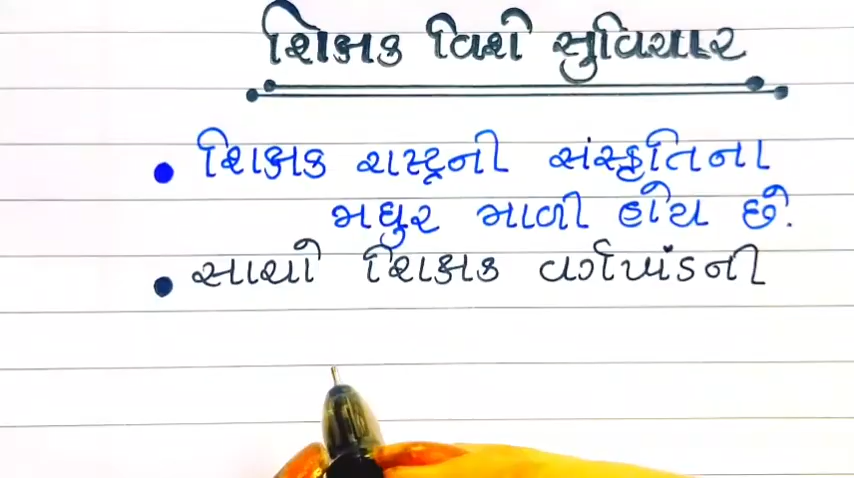 શિક્ષક વિશે સુવિચાર
• શિક્ષક રાષ્ટ્રની સંસ્કૃતિના
મધુર માળી હોય છે.
• સાચો શિક્ષક વર્ગખંડની